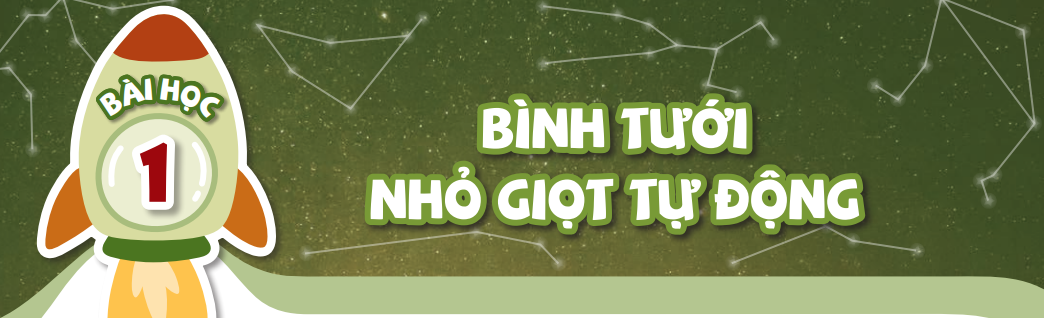 BÀI HỌC
1
BÌNH TƯỚI
NHỎ GIỌT TỰ ĐỘNG